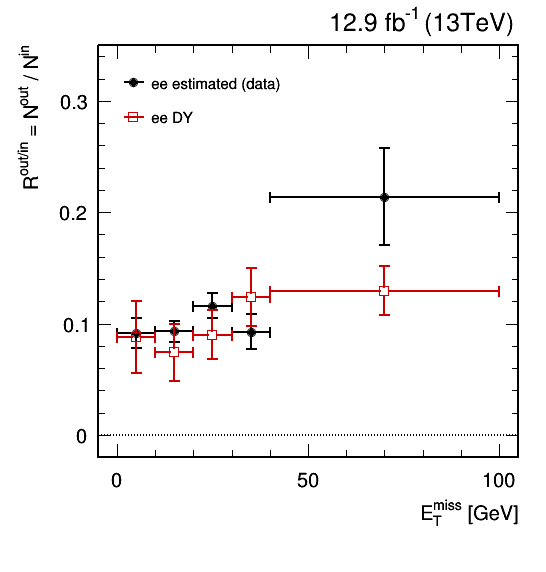 12.9 fb⁻¹ (13TeV)
R^out/in = N^out / N^in
ee estimated (data)
ee DY
0.3
0.2
0.1
0
0 50 100
E_T^miss [GeV]